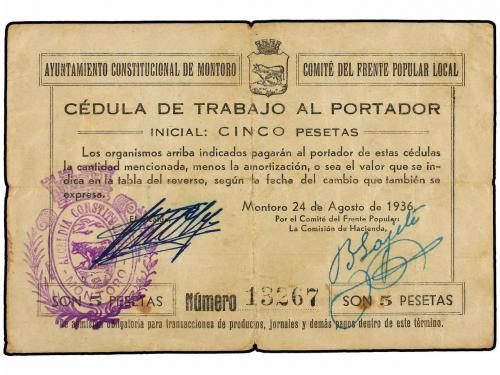 AYUNTAMIENTO CONSTITUCIONAL DE MONTORO
COMITÉ DEL FRENTE POPULAR LOCAL
CÉDULA DE TRABAJO AL PORTADOR
INICIAL: CINCO PESETAS
Los organismos arriba indicados pagarán al portador de estas cédulas
la cantidad mencionada, menos la amortización, o sea el valor que se in-
dica en la tabla del reverso, según la fecha del cambio que también se
expresa.
Montoro 24 de Agosto de 1936
El
Por el Comité del Frente Popular:
La Comisión de Hacienda,
ALCALDIA CONSTITU
MONTORO
SON 5 PESETAS
Número 13267
SON 5 PESETAS
De admisión obligatoria para transacciones de productos, jornales y demás pagos dentro de este término.